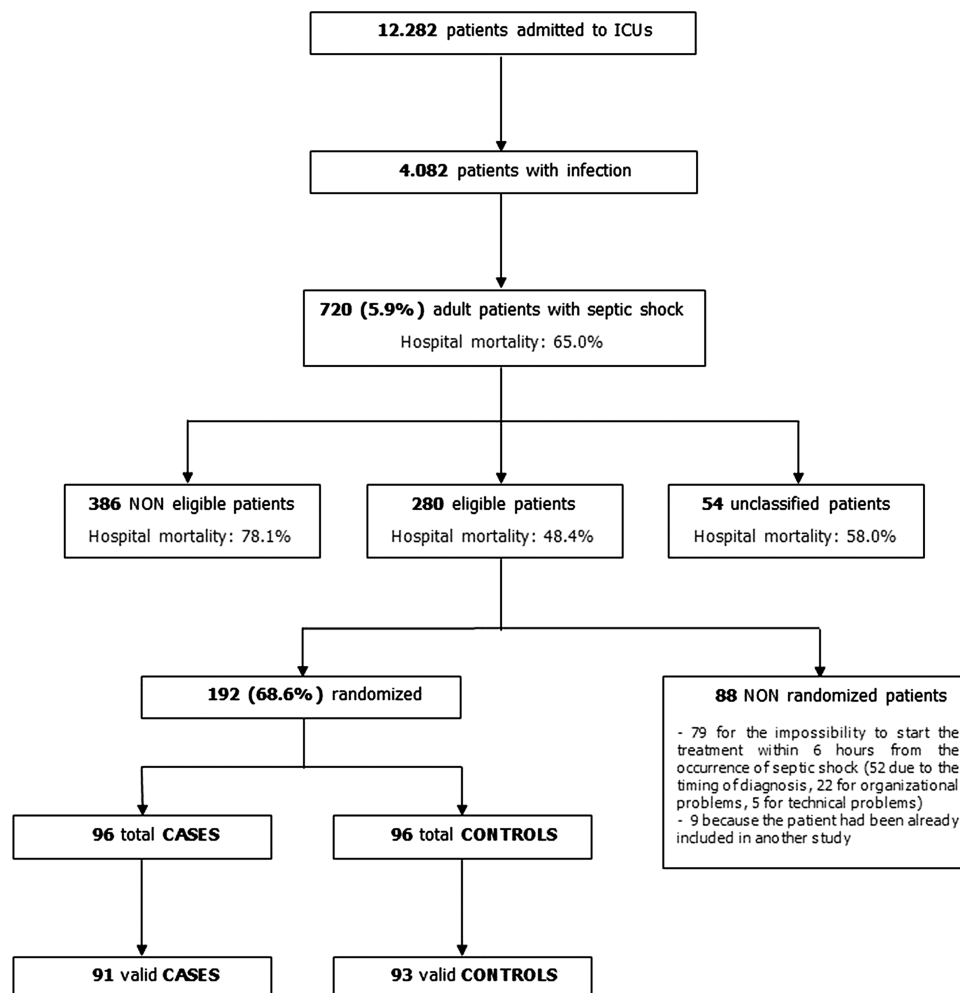 12.282 patients admitted to ICUs
4.082 patients with infection
720 (5.9%) adult patients with septic shock
Hospital mortality: 65.0%
386 NON eligible patients
Hospital mortality: 78.1%
280 eligible patients
Hospital mortality: 48.4%
54 unclassified patients
Hospital mortality: 58.0%
192 (68.6%) randomized
88 NON randomized patients
- 79 for the impossibility to start the
treatment within 6 hours from the
occurrence of septic shock (52 due to the
timing of diagnosis, 22 for organizational
problems, 5 for technical problems)
- 9 because the patient had been already
included in another study
96 total CASES
96 total CONTROLS
91 valid CASES
93 valid CONTROLS